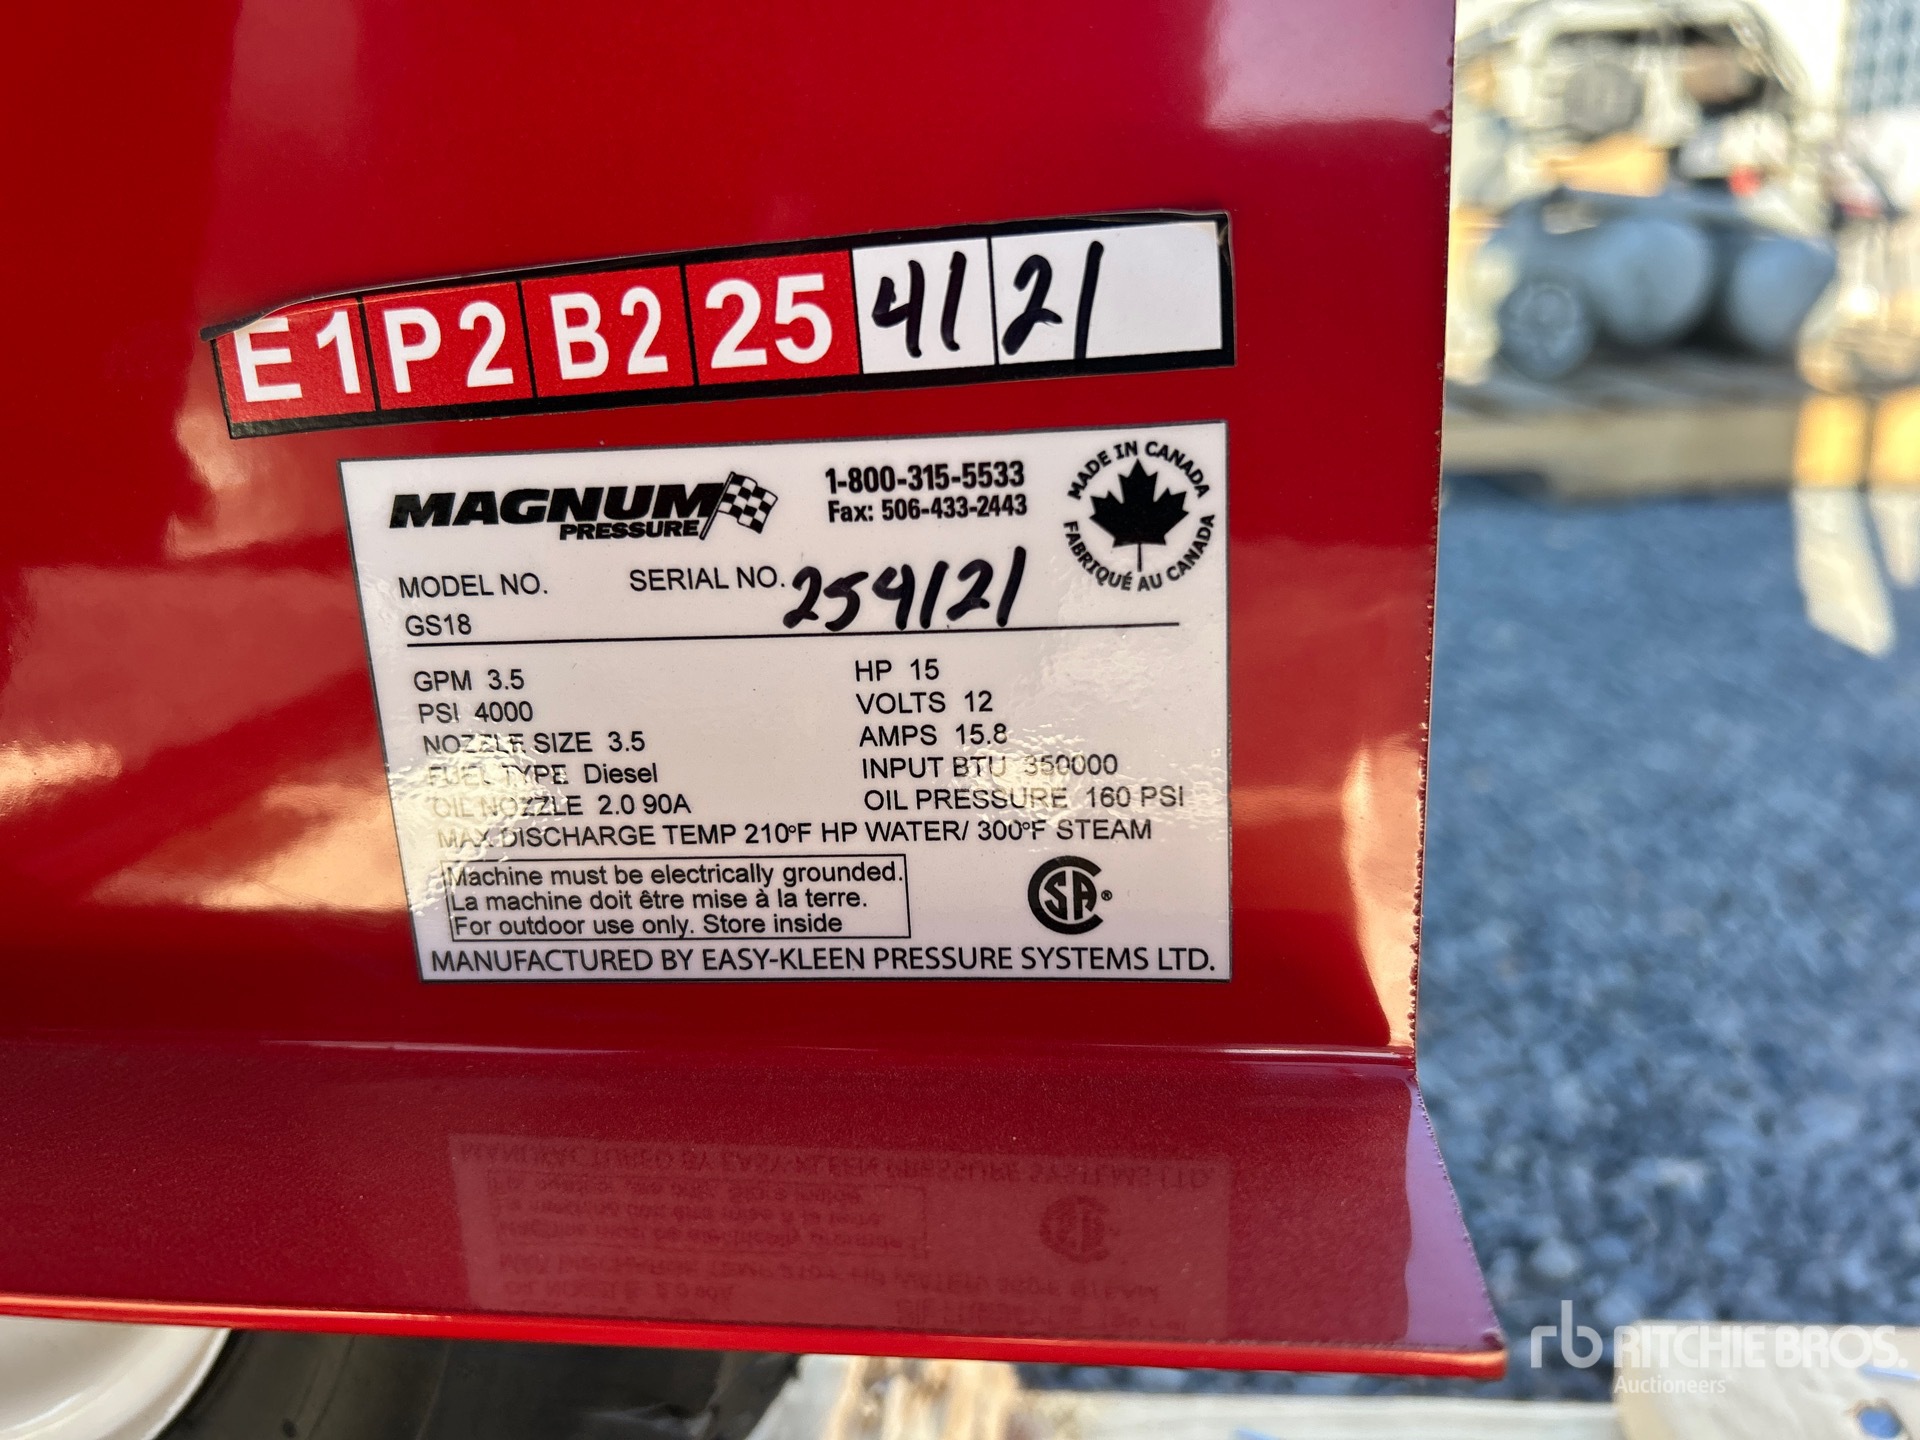 E1 P2 B2 25 41 21
MAGNUM
PRESSURE
1-800-315-5533
Fax: 506-433-2443
MADE IN CANADA
FABRIQUÉ AU CANADA
MODEL NO. SERIAL NO. 254121
GS18
GPM 3.5 HP 15
PSI 4000 VOLTS 12
NOZZLE SIZE 3.5 AMPS 15.8
FUEL TYPE Diesel INPUT BTU 350000
OIL NOZZLE 2.0 90A OIL PRESSURE 160 PSI
MAX DISCHARGE TEMP 210°F HP WATER/ 300°F STEAM
Machine must be electrically grounded.
La machine doit être mise à la terre.
For outdoor use only. Store inside
CSA®
MANUFACTURED BY EASY-KLEEN PRESSURE SYSTEMS LTD.
rb RITCHIE BROS.
Auctioneers